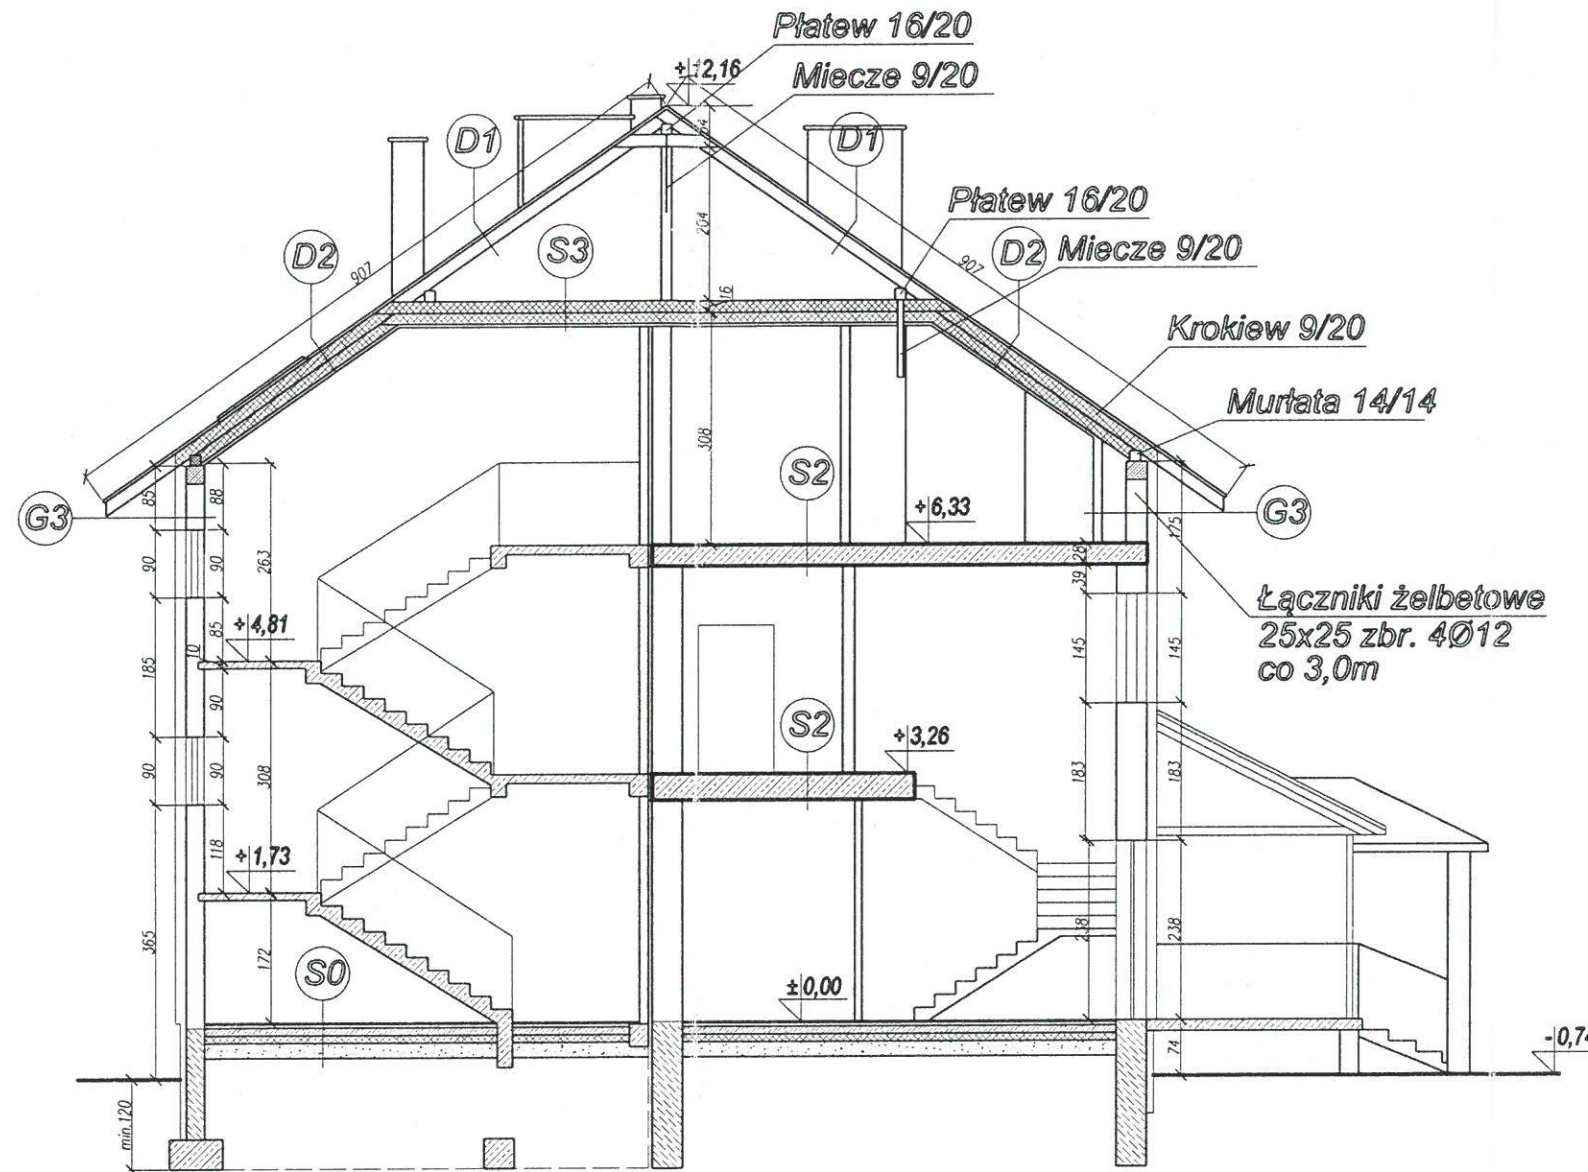 Płatew 16/20
+12,16
Miecze 9/20
D1
D1
64
Płatew 16/20
204
S3
D2
907
907
D2
Miecze 9/20
16
Krokiew 9/20
Murłata 14/14
308
S2
85
88
G3
+6,33
G3
175
90
90
263
28
39
Łączniki żelbetowe
25x25 zbr. 4Ø12
co 3,0m
+4,81
85
10
185
145
145
90
S2
+3,26
90
90
308
183
183
118
+1,73
365
172
S0
238
238
±0,00
74
-0,74
min.120